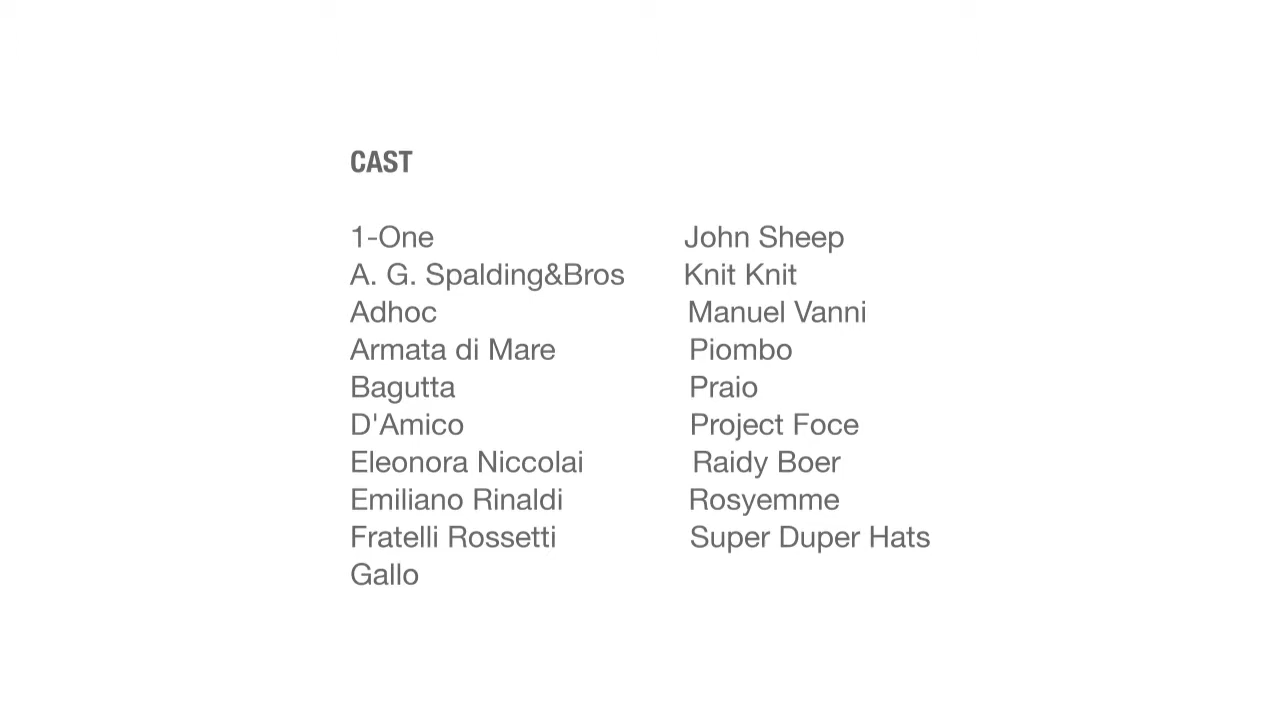 CAST
1-One
A. G. Spalding&Bros
Adhoc
Armata di Mare
Bagutta
D'Amico
Eleonora Niccolai
Emiliano Rinaldi
Fratelli Rossetti
Gallo
John Sheep
Knit Knit
Manuel Vanni
Piombo
Praio
Project Foce
Raidy Boer
Rosyemme
Super Duper Hats